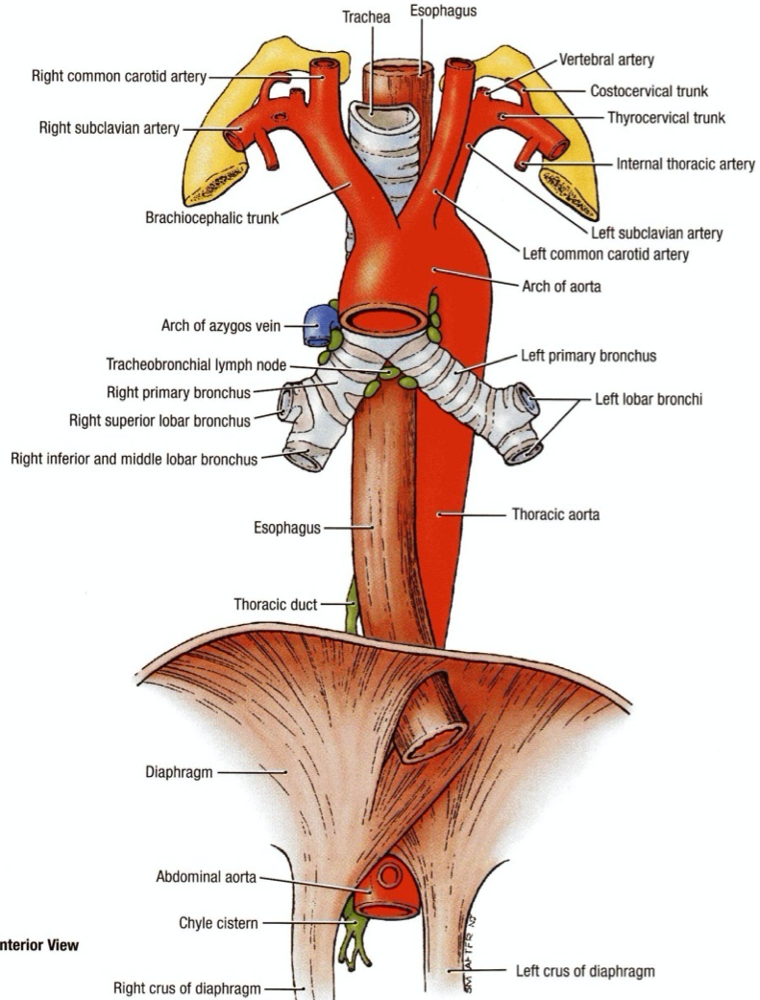 Trachea
Esophagus
Right common carotid artery
Vertebral artery
Costocervical trunk
Right subclavian artery
Thyrocervical trunk
Internal thoracic artery
Brachiocephalic trunk
Left subclavian artery
Left common carotid artery
Arch of aorta
Arch of azygos vein
Left primary bronchus
Tracheobronchial lymph node
Right primary bronchus
Left lobar bronchi
Right superior lobar bronchus
Right inferior and middle lobar bronchus
Thoracic aorta
Esophagus
Thoracic duct
Diaphragm
Abdominal aorta
Chyle cistern
nterior View
Left crus of diaphragm
Right crus of diaphragm
SM AFTER NJ